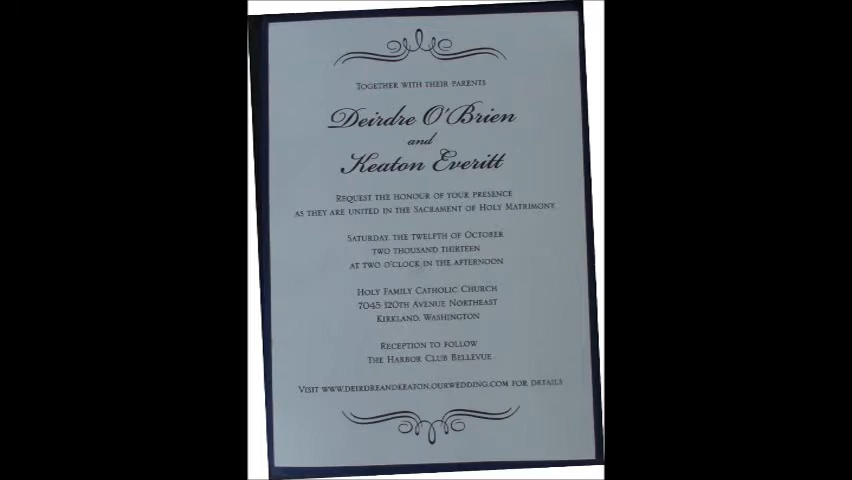 Together with their parents
Deirdre O'Brien
and
Keaton Everitt
Request the honour of your presence
as they are united in the Sacrament of Holy Matrimony
Saturday, the twelfth of October
two thousand thirteen
at two o'clock in the afternoon
Holy Family Catholic Church
7045 120th Avenue Northeast
Kirkland, Washington
Reception to follow
The Harbor Club Bellevue
Visit www.deirdreandkeaton.ourwedding.com for details